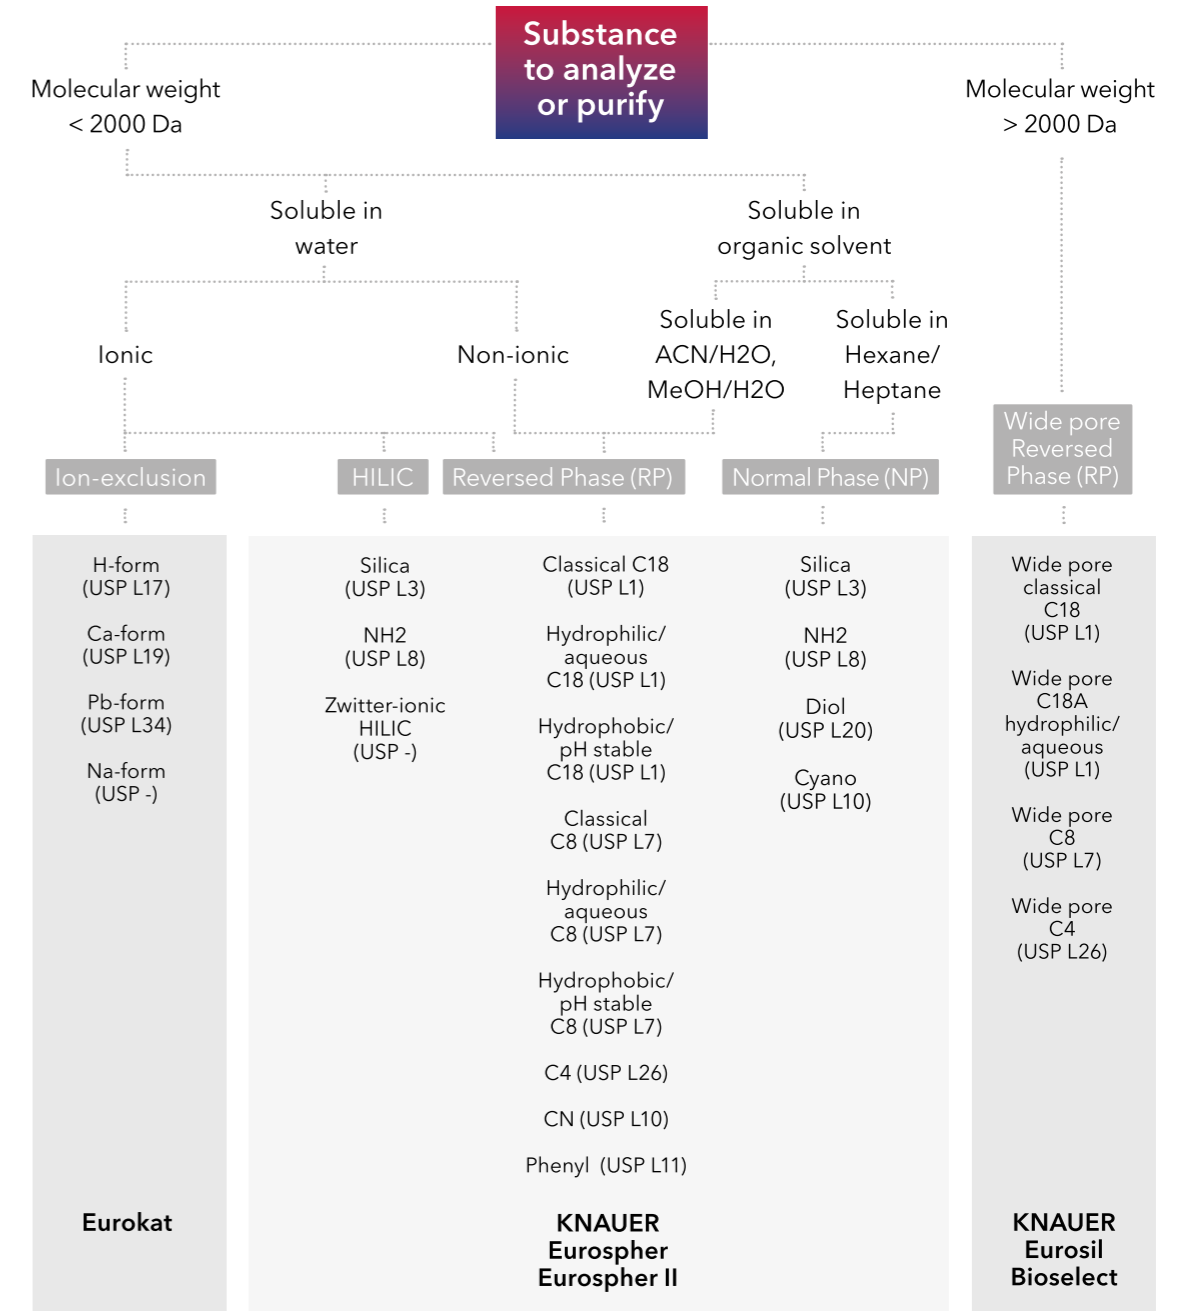 Substance
to analyze
or purify
Molecular weight
< 2000 Da
Molecular weight
> 2000 Da
Soluble in
water
Soluble in
organic solvent
Ionic
Non-ionic
Soluble in
ACN/H2O,
MeOH/H2O
Soluble in
Hexane/
Heptane
Ion-exclusion
HILIC
Reversed Phase (RP)
Normal Phase (NP)
Wide pore
Reversed
Phase (RP)
H-form
(USP L17)
Ca-form
(USP L19)
Pb-form
(USP L34)
Na-form
(USP -)
Eurokat
Silica
(USP L3)
NH2
(USP L8)
Zwitter-ionic
HILIC
(USP -)
Classical C18
(USP L1)
Hydrophilic/
aqueous
C18 (USP L1)
Hydrophobic/
pH stable
C18 (USP L1)
Classical
C8 (USP L7)
Hydrophilic/
aqueous
C8 (USP L7)
Hydrophobic/
pH stable
C8 (USP L7)
C4 (USP L26)
CN (USP L10)
Phenyl (USP L11)
Silica
(USP L3)
NH2
(USP L8)
Diol
(USP L20)
Cyano
(USP L10)
KNAUER
Eurospher
Eurospher II
Wide pore
classical
C18
(USP L1)
Wide pore
C18A
hydrophilic/
aqueous
(USP L1)
Wide pore
C8
(USP L7)
Wide pore
C4
(USP L26)
KNAUER
Eurosil
Bioselect